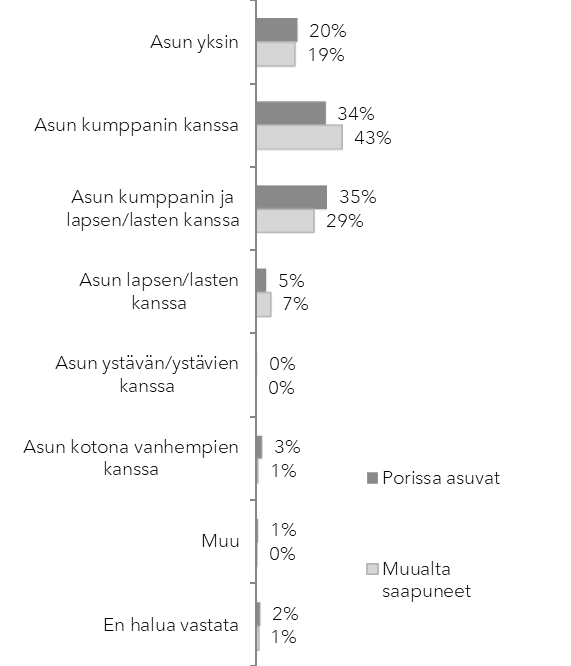 Asun yksin
20%
19%
Asun kumppanin kanssa
34%
43%
Asun kumppanin ja
lapsen/lasten kanssa
35%
29%
Asun lapsen/lasten
kanssa
5%
7%
Asun ystävän/ystävien
kanssa
0%
0%
Asun kotona vanhempien
kanssa
3%
1%
Muu
1%
0%
En halua vastata
2%
1%
Porissa asuvat
Muualta
saapuneet